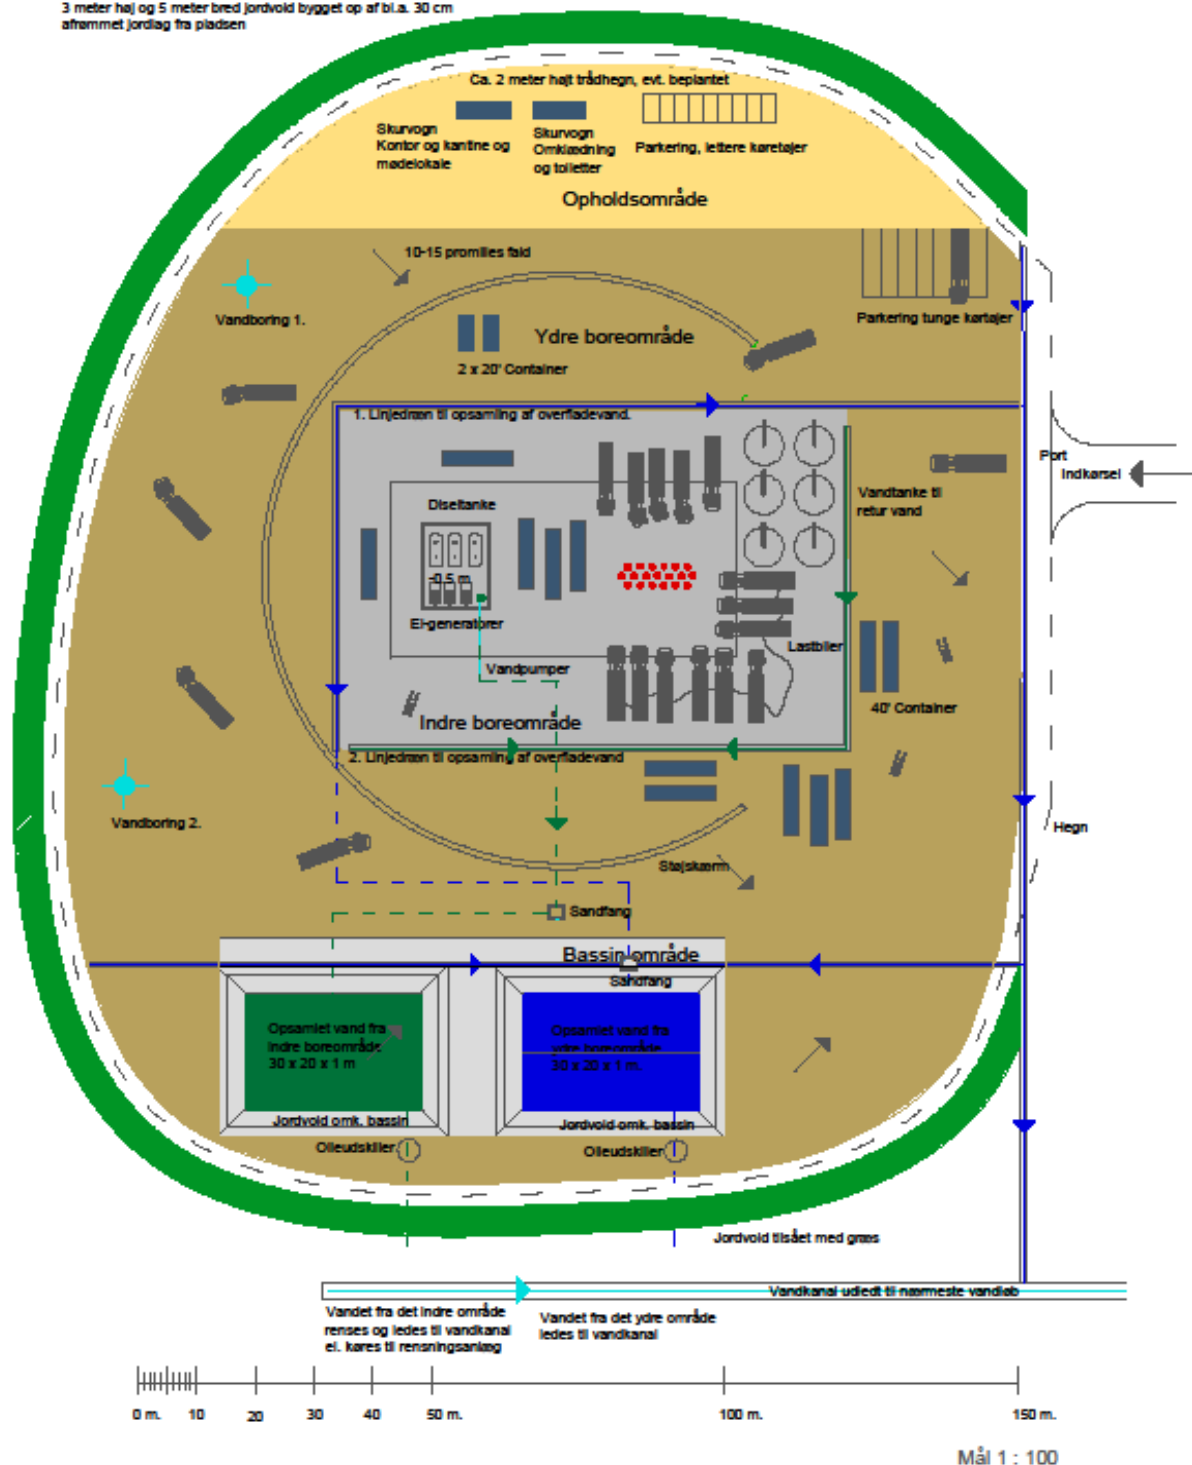 3 meter høj og 5 meter bred jordvold bygget op af bl.a. 30 cm
afrømmet jordlag fra pladsen
Ca. 2 meter højt trådhegn, evt. beplantet
Skurvogn
Kontor og kantine og
mødelokale
Skurvogn
Omklædning
og toiletter
Parkering, lettere køretøjer
Opholdsområde
10-15 promilles fald
Vandboring 1.
Parkering tunge kørtøjer
Ydre boreområde
2 x 20' Container
1. Linjedræn til opsamling af overfladevand.
Port
Indkørsel
Vandtanke til
retur vand
Diseltanke
-0,5 m
El-generatorer
Vandpumper
Lastbiler
40' Container
Indre boreområde
2. Linjedræn til opsamling af overfladevand
Vandboring 2.
Hegn
Støjskærm
Sandfang
Bassin område
Sandfang
Opsamlet vand fra
indre boreområde
30 x 20 x 1 m
Opsamlet vand fra
ydre boreområde
30 x 20 x 1 m.
Jordvold omk. bassin
Jordvold omk. bassin
Olieudskiller
Olieudskiller
Jordvold tilsået med græs
Vandkanal udledt til nærmeste vandløb
Vandet fra det indre område
renses og ledes til vandkanal
el. køres til rensningsanlæg
Vandet fra det ydre område
ledes til vandkanal
0 m. 10 20 30 40 50 m. 100 m. 150 m.
Mål 1 : 100